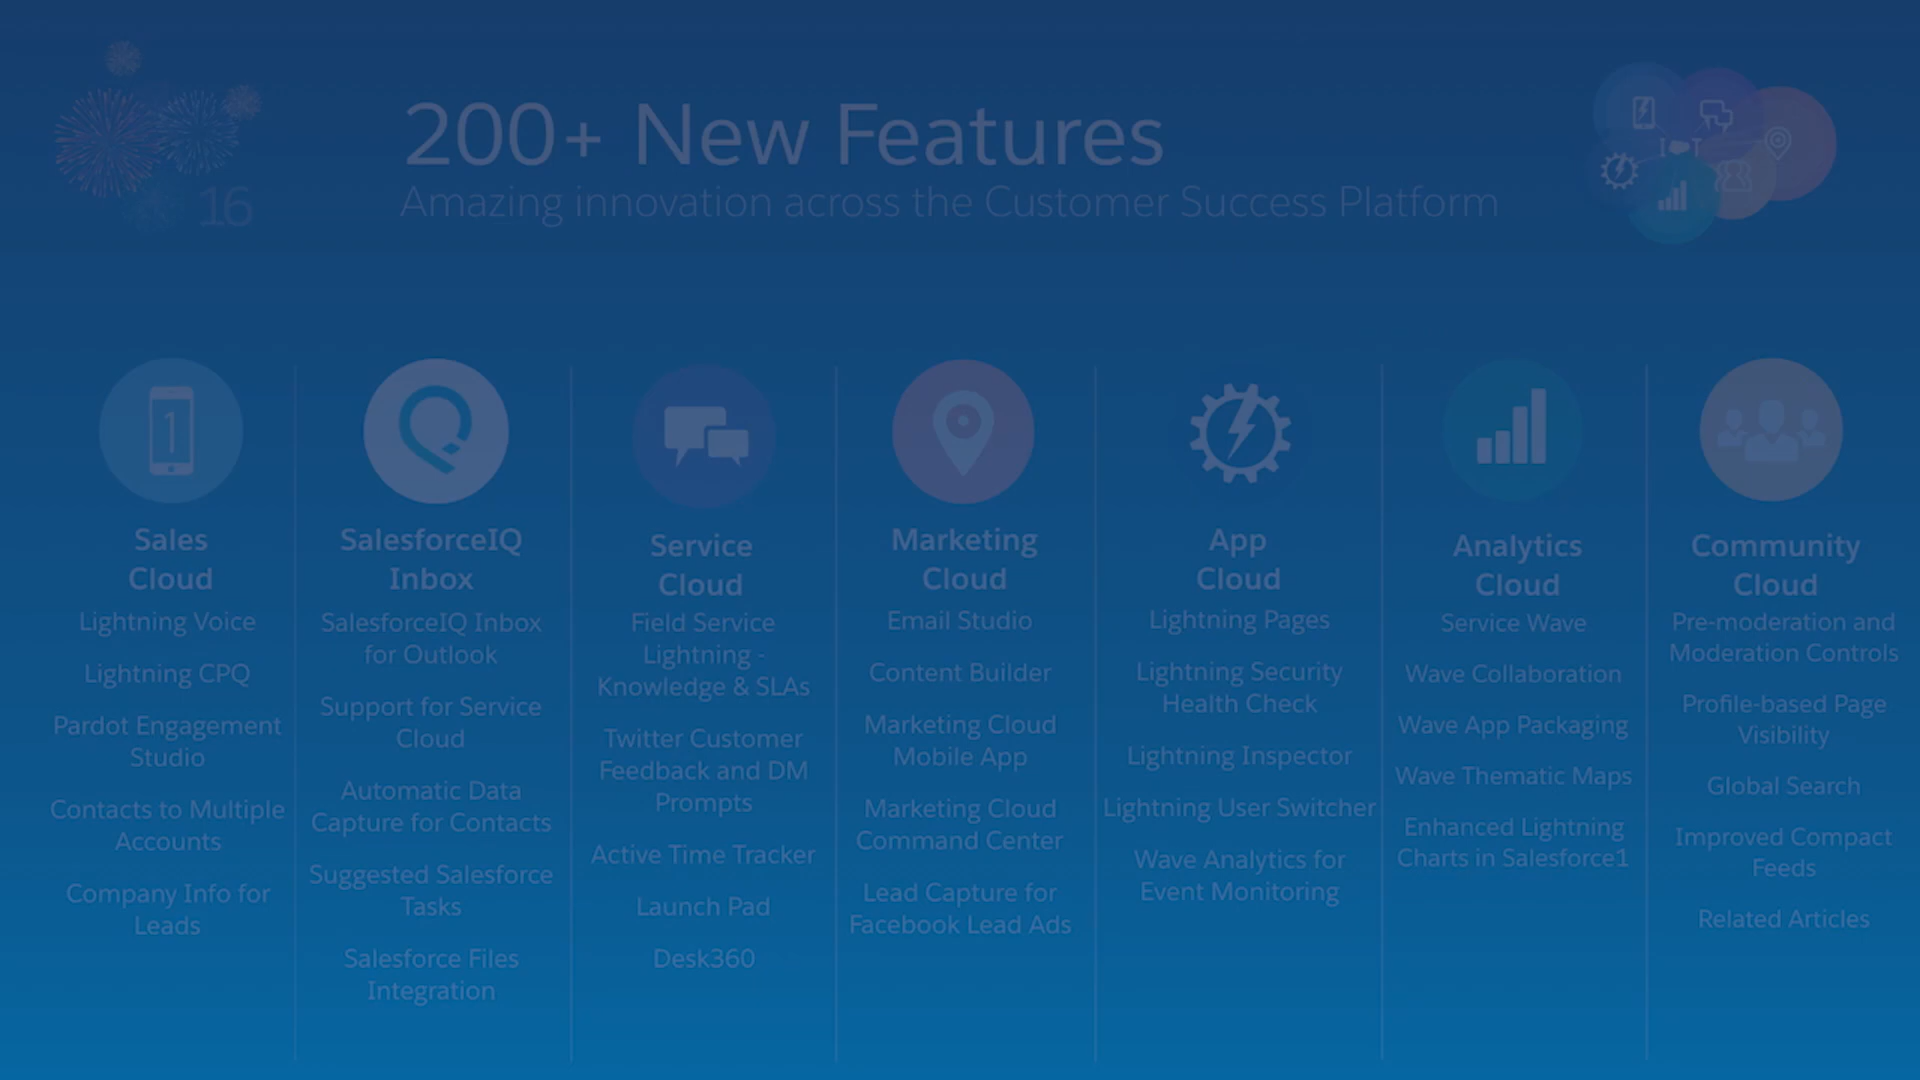 16
200+ New Features
Amazing innovation across the Customer Success Platform
1
Sales
Cloud
Lightning Voice
Lightning CPQ
Pardot Engagement
Studio
Contacts to Multiple
Accounts
Company Info for
Leads
SalesforceIQ
Inbox
SalesforceIQ Inbox
for Outlook
Support for Service
Cloud
Automatic Data
Capture for Contacts
Suggested Salesforce
Tasks
Salesforce Files
Integration
Service
Cloud
Field Service
Lightning -
Knowledge & SLAs
Twitter Customer
Feedback and DM
Prompts
Active Time Tracker
Launch Pad
Desk360
Marketing
Cloud
Email Studio
Content Builder
Marketing Cloud
Mobile App
Marketing Cloud
Command Center
Lead Capture for
Facebook Lead Ads
App
Cloud
Lightning Pages
Lightning Security
Health Check
Lightning Inspector
Lightning User Switcher
Wave Analytics for
Event Monitoring
Analytics
Cloud
Service Wave
Wave Collaboration
Wave App Packaging
Wave Thematic Maps
Enhanced Lightning
Charts in Salesforce1
Community
Cloud
Pre-moderation and
Moderation Controls
Profile-based Page
Visibility
Global Search
Improved Compact
Feeds
Related Articles